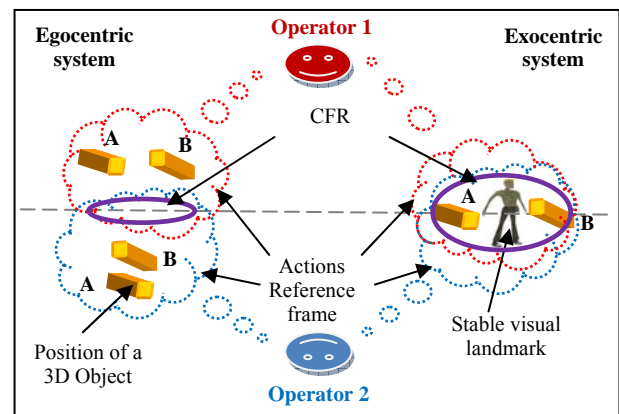 Egocentric
system
Operator 1
Exocentric
system
CFR
A
B
A
B
B
A
Actions
Reference
frame
Position of a
3D Object
Stable visual
landmark
Operator 2